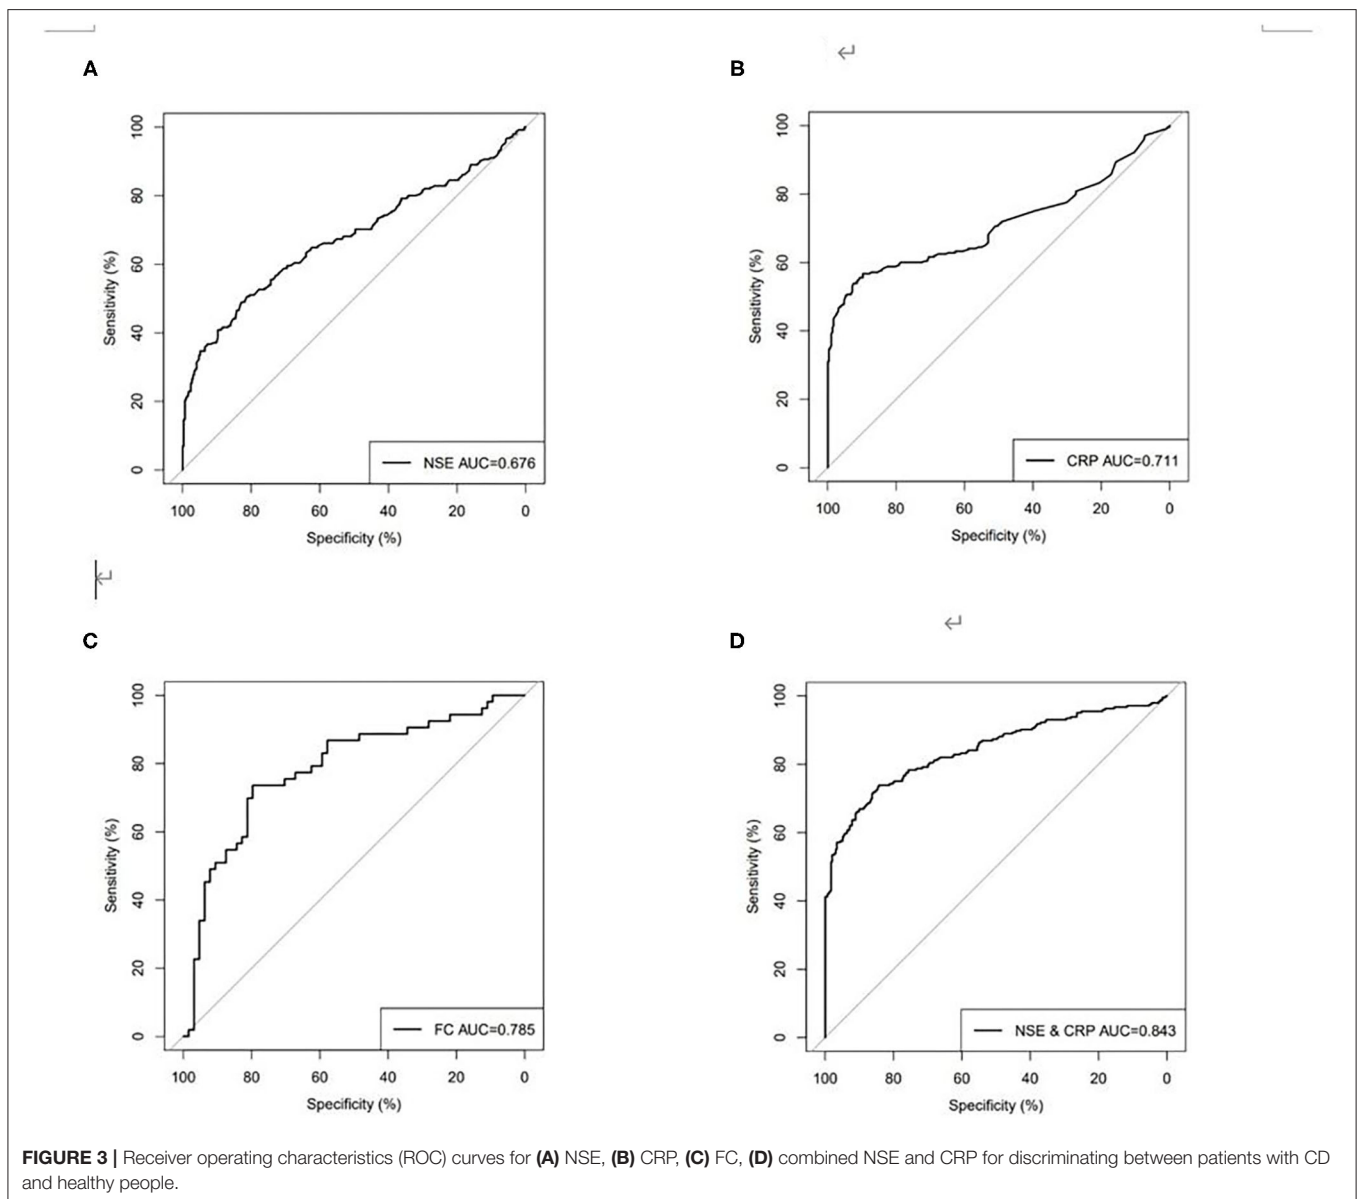 A
B
100
80
60
40
20
0
Sensitivity (%)
NSE AUC=0.676
100 80 60 40 20 0
Specificity (%)
100
80
60
40
20
0
Sensitivity (%)
CRP AUC=0.711
100 80 60 40 20 0
Specificity (%)
C
D
100
80
60
40
20
0
Sensitivity (%)
FC AUC=0.785
100 80 60 40 20 0
Specificity (%)
100
80
60
40
20
0
Sensitivity (%)
NSE & CRP AUC=0.843
100 80 60 40 20 0
Specificity (%)
FIGURE 3 | Receiver operating characteristics (ROC) curves for (A) NSE, (B) CRP, (C) FC, (D) combined NSE and CRP for discriminating between patients with CD
and healthy people.